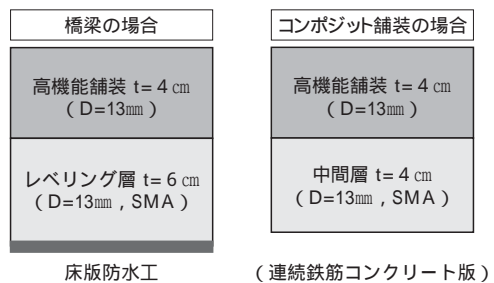 橋梁の場合
高機能舗装 t= 4 ㎝
( D=13㎜ )
レベリング層 t= 6 ㎝
( D=13㎜ , SMA )
床版防水工
コンポジット舗装の場合
高機能舗装 t= 4 ㎝
( D=13㎜ )
中間層 t= 4 ㎝
( D=13㎜ , SMA )
( 連続鉄筋コンクリート版 )